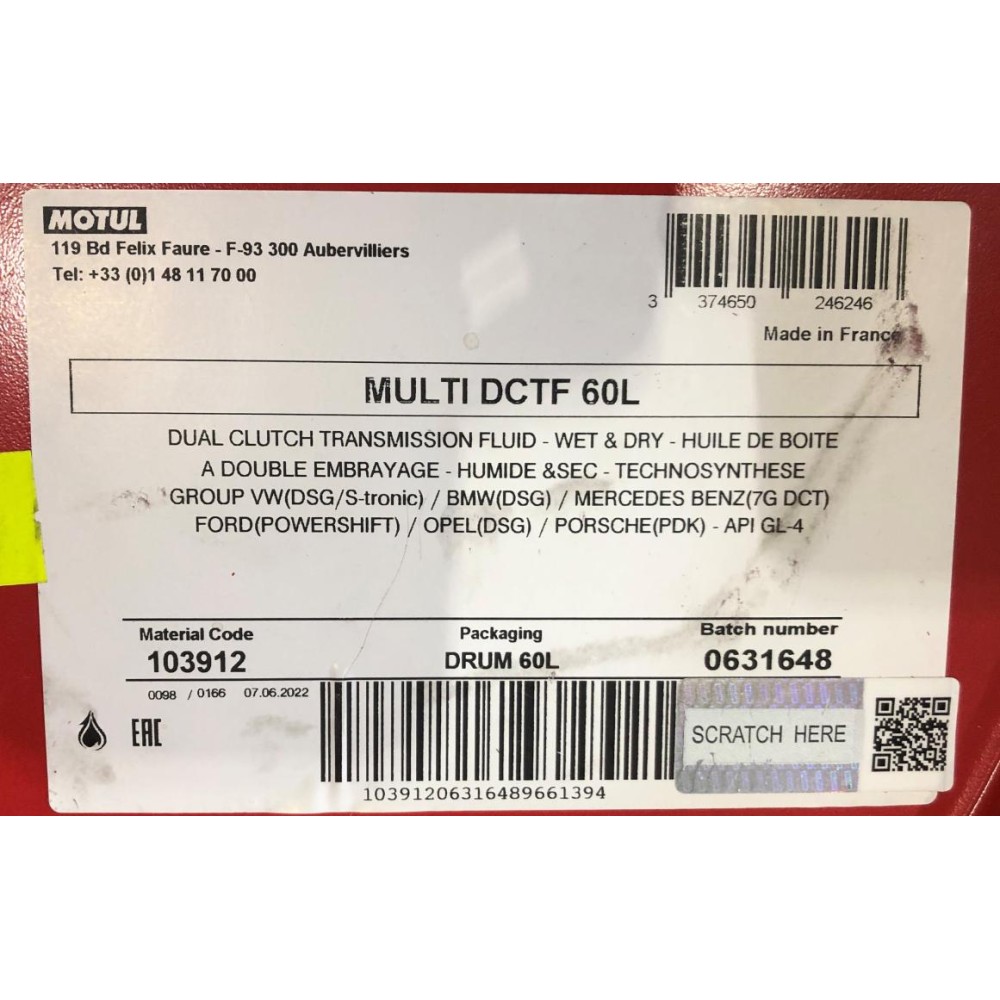 MOTUL
119 Bd Felix Faure - F-93 300 Aubervilliers
Tel: +33 (0)1 48 11 70 00
3 374650 246246
Made in France
MULTI DCTF 60L
DUAL CLUTCH TRANSMISSION FLUID - WET & DRY - HUILE DE BOITE
A DOUBLE EMBRAYAGE - HUMIDE &SEC - TECHNOSYNTHESE
GROUP VW(DSG/S-tronic) / BMW(DSG) / MERCEDES BENZ(7G DCT)
FORD(POWERSHIFT) / OPEL(DSG) / PORSCHE(PDK) - API GL-4
Material Code Packaging Batch number
103912 DRUM 60L 0631648
0098 / 0166 07.06.2022
EAC
SCRATCH HERE
10391206316489661394